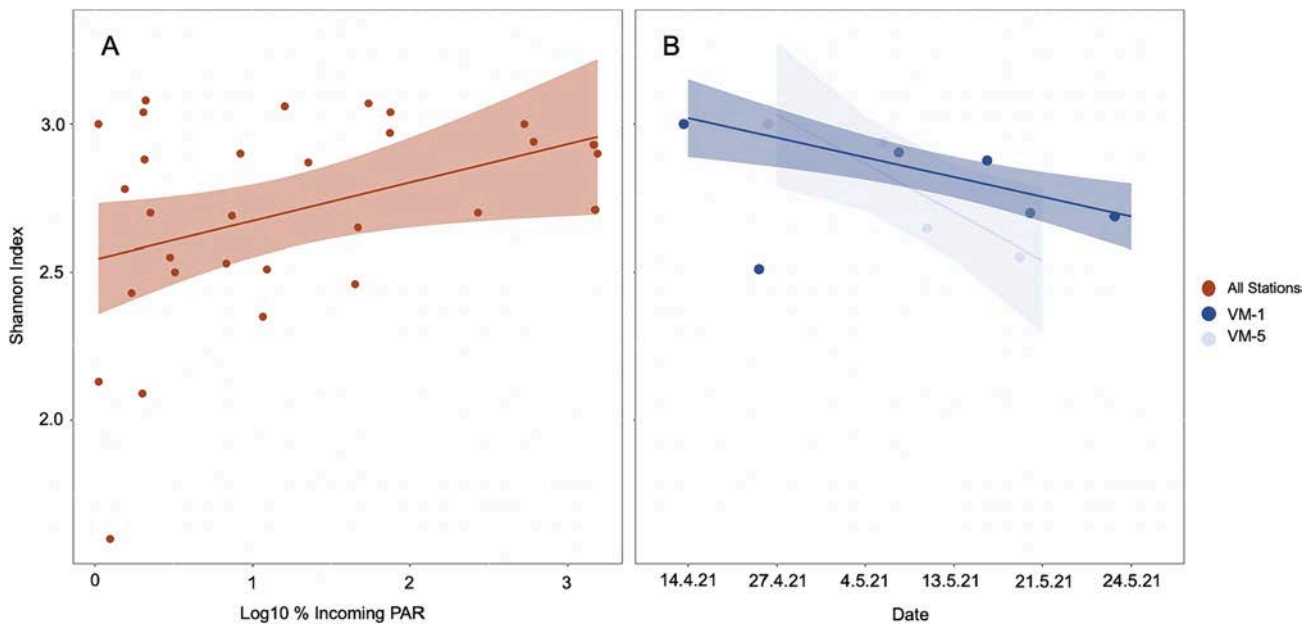 A
B
3.0
2.5
2.0
Shannon Index
0 1 2 3
Log10 % Incoming PAR
14.4.21 27.4.21 4.5.21 13.5.21 21.5.21 24.5.21
Date
All Stations
VM-1
VM-5